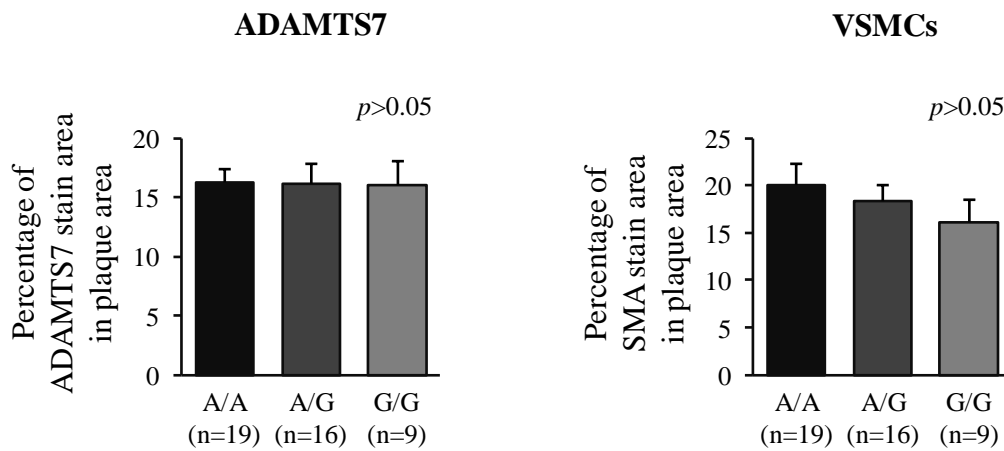 ADAMTS7
p>0.05
Percentage of
ADAMTS7 stain area
in plaque area
20
15
10
5
0
A/A A/G G/G
(n=19) (n=16) (n=9)
VSMCs
p>0.05
Percentage of
SMA stain area
in plaque area
25
20
15
10
5
0
A/A A/G G/G
(n=19) (n=16) (n=9)